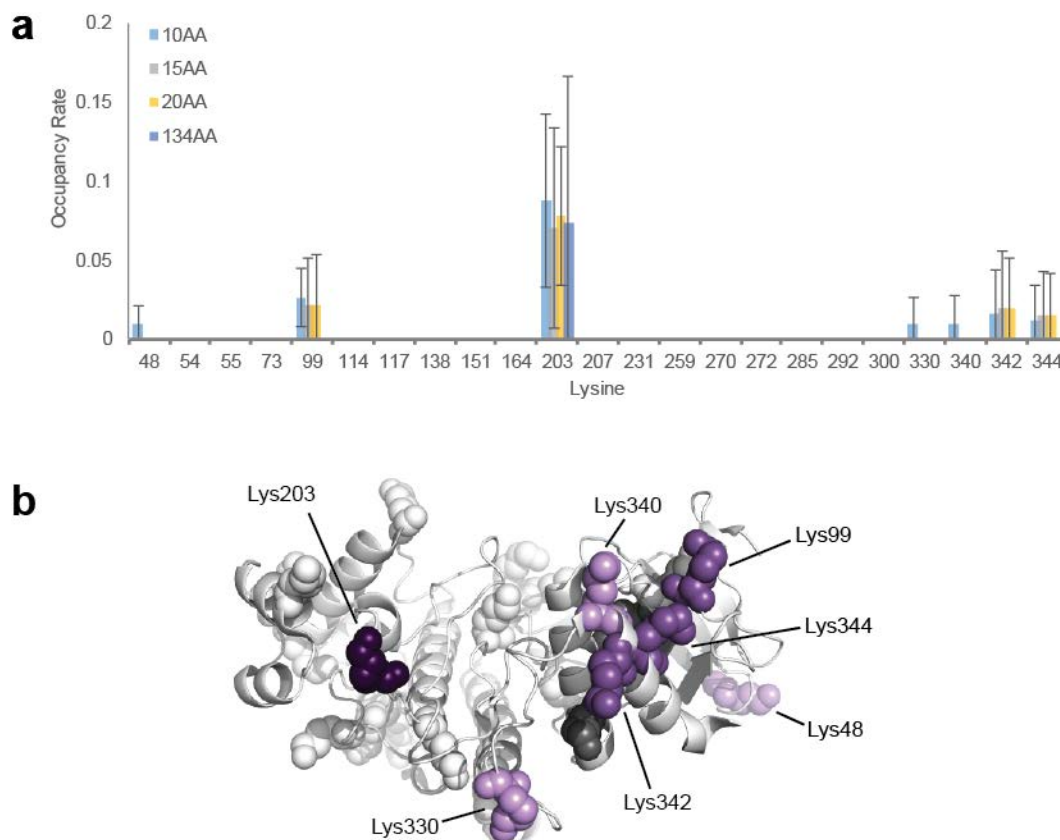 a
0.2
0.15
0.1
0.05
0
Occupancy Rate
10AA
15AA
20AA
134AA
48 54 55 73 99 114 117 138 151 164 203 207 231 259 270 272 285 292 300 330 340 342 344
Lysine
b
Lys203
Lys340
Lys99
Lys344
Lys48
Lys342
Lys330